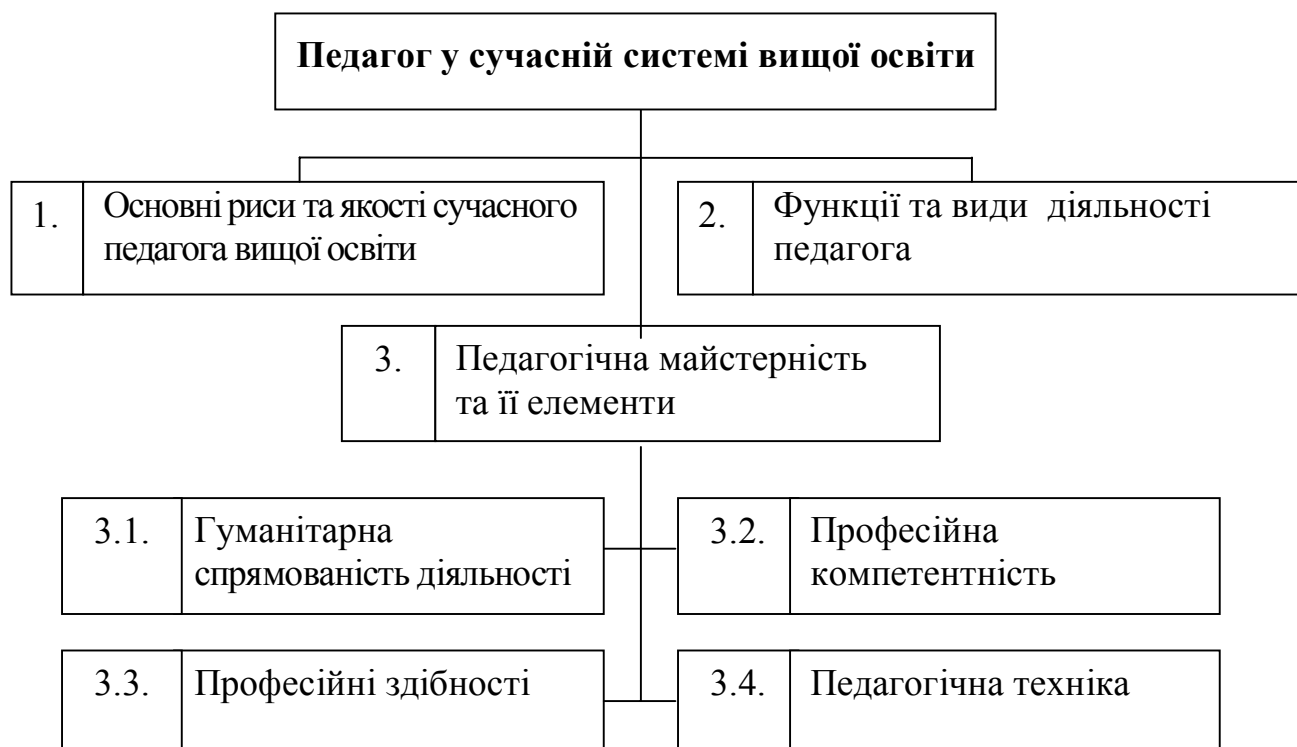 Педагог у сучасній системі вищої освіти
1. Основні риси та якості сучасного
педагога вищої освіти
2. Функції та види діяльності
педагога
3. Педагогічна майстерність
та її елементи
3.1. Гуманітарна
спрямованість діяльності
3.2. Професійна
компетентність
3.3. Професійні здібності
3.4. Педагогічна техніка